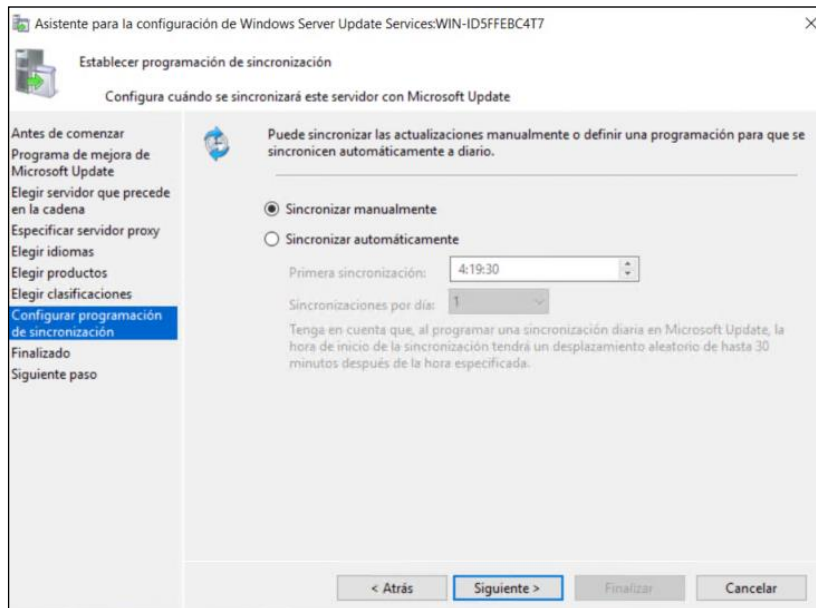 Asistente para la configuración de Windows Server Update Services:WIN-ID5FFEBC4T7
Establecer programación de sincronización
Configura cuándo se sincronizará este servidor con Microsoft Update
Antes de comenzar
Programa de mejora de
Microsoft Update
Elegir servidor que precede
en la cadena
Especificar servidor proxy
Elegir idiomas
Elegir productos
Elegir clasificaciones
Configurar programación
de sincronización
Finalizado
Siguiente paso
Puede sincronizar las actualizaciones manualmente o definir una programación para que se
sincronicen automáticamente a diario.
Sincronizar manualmente
Sincronizar automáticamente
Primera sincronización: 4:19:30
Sincronizaciones por día: 1
Tenga en cuenta que, al programar una sincronización diaria en Microsoft Update, la
hora de inicio de la sincronización tendrá un desplazamiento aleatorio de hasta 30
minutos después de la hora especificada.
< Atrás Siguiente > Finalizar Cancelar